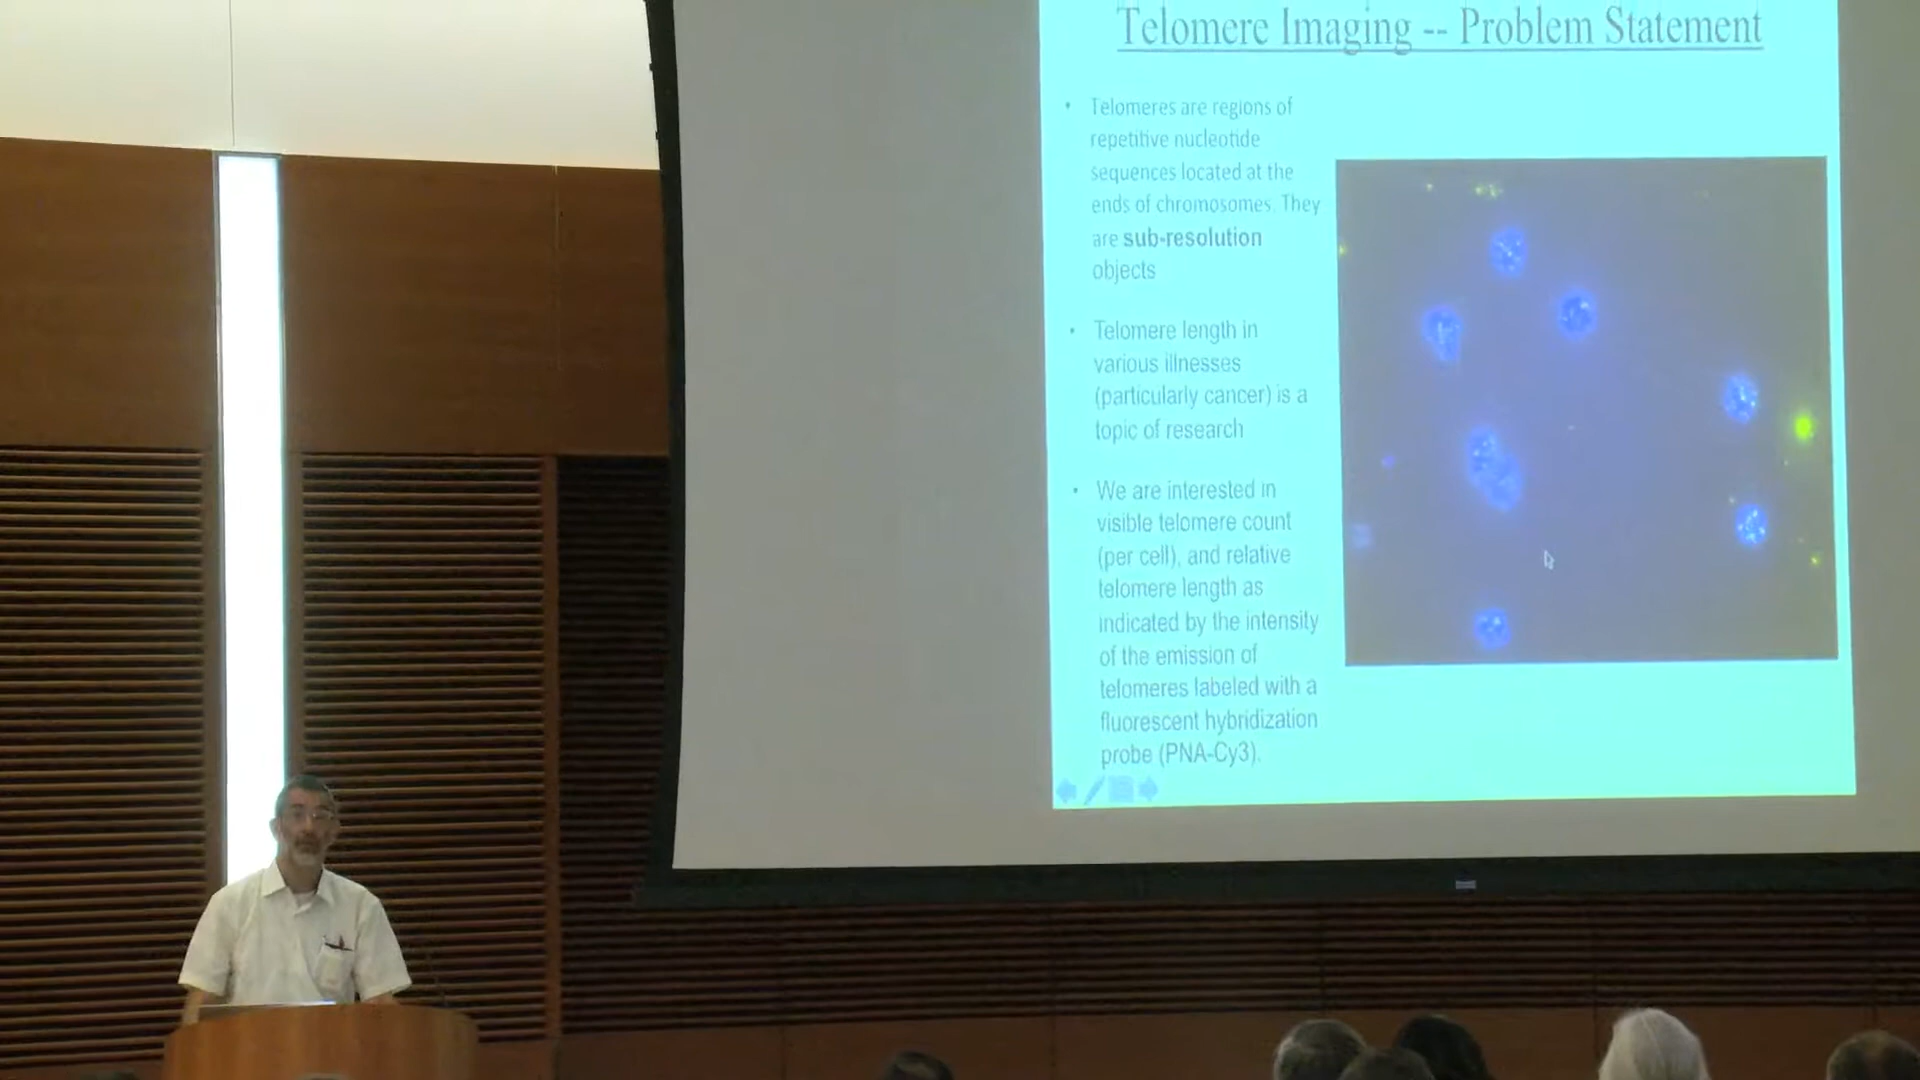 Telomere Imaging -- Problem Statement
• Telomeres are regions of
repetitive nucleotide
sequences located at the
ends of chromosomes. They
are sub-resolution
objects
• Telomere length in
various illnesses
(particularly cancer) is a
topic of research
• We are interested in
visible telomere count
(per cell), and relative
telomere length as
indicated by the intensity
of the emission of
telomeres labeled with a
fluorescent hybridization
probe (PNA-Cy3).